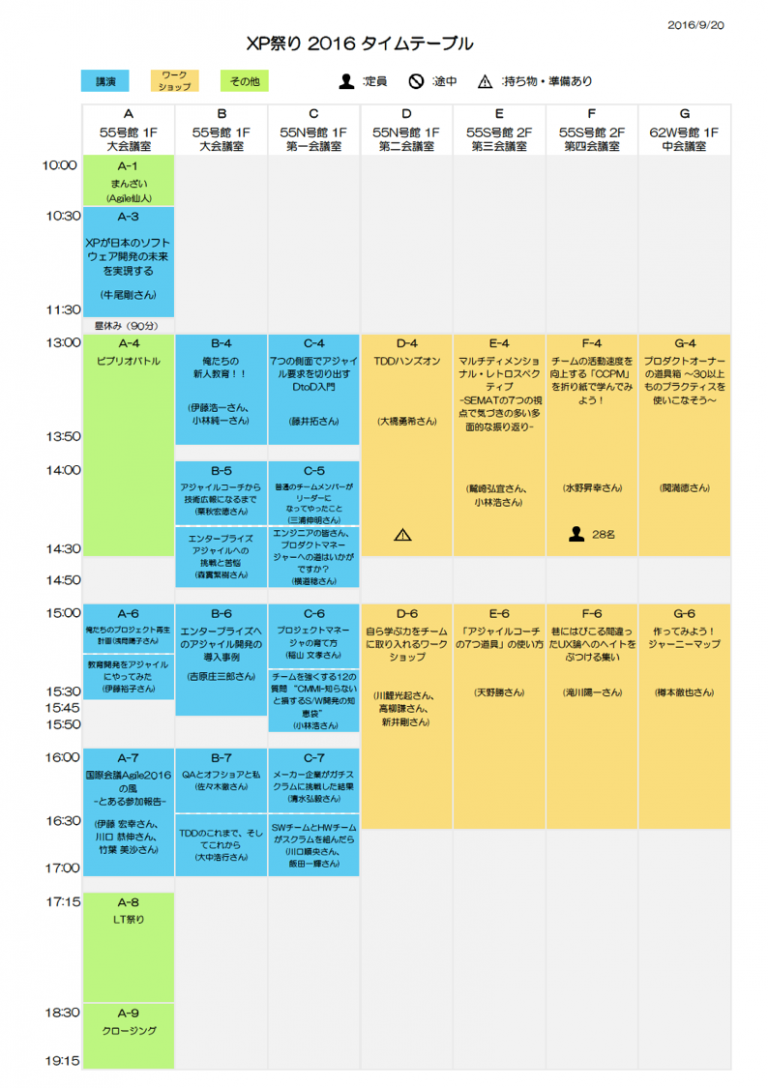 2016/9/20
XP祭り 2016 タイムテーブル
講演
ワーク
ショップ
その他
:定員
:途中
:持ち物・準備あり
A
55号館 1F
大会議室
B
55号館 1F
大会議室
C
55N号館 1F
第一会議室
D
55N号館 1F
第二会議室
E
55S号館 2F
第三会議室
F
55S号館 2F
第四会議室
G
62W号館 1F
中会議室
10:00
A-1
まんざい
(Agile仙人)
10:30
A-3
XPが日本のソフト
ウェア開発の未来
を実現する
(牛尾剛さん)
11:30
昼休み（90分）
13:00
A-4
ビブリオバトル
B-4
俺たちの
新人教育！！
(伊藤浩一さん、
小林純一さん)
C-4
7つの側面でアジャイ
ル要求を切り出す
DtoD入門
(藤井拓さん)
D-4
TDDハンズオン
(大橋勇希さん)
E-4
マルチディメンショ
ナル・レトロスペク
ティブ
-SEMATの7つの視
点で気づきの多い多
面的な振り返り-
(鷲崎弘宜さん、
小林浩さん)
F-4
チームの活動速度を
向上する「CCPM」
を折り紙で学んでみ
よう！
(水野昇幸さん)
28名
G-4
プロダクトオーナー
の道具箱 ～30以上
ものプラクティスを
使いこなそう～
(関満徳さん)
13:50
14:00
B-5
アジャイルコーチから
技術広報になるまで
(粟秋宏徳さん)
エンタープライズ
アジャイルへの
挑戦と苦悩
(森實繁樹さん)
C-5
普通のチームメンバーが
リーダーに
なってやったこと
(三浦伸明さん)
エンジニアの皆さん、
プロダクトマネー
ジャーへの道はいかが
ですか？
(横道稔さん)
14:30
14:50
15:00
A-6
俺たちのプロジェクト再生
計画(浅岡陽子さん)
教育開発をアジャイル
にやってみた
(伊藤裕子さん)
B-6
エンタープライズへ
のアジャイル開発の
導入事例
(吉原庄三郎さん)
C-6
プロジェクトマネー
ジャの育て方
(稲山 文孝さん)
チームを強くする12の
質問 “CMMI-知らない
と損するS/W開発の知
恵袋”
(小林浩さん)
D-6
自ら学ぶ力をチーム
に取り入れるワーク
ショップ
(川鯉光起さん、
高柳謙さん、
新井剛さん)
E-6
「アジャイルコーチ
の7つ道具」の使い方
(天野勝さん)
F-6
巷にはびこる間違っ
たUX論へのヘイトを
ぶつける集い
(滝川陽一さん)
G-6
作ってみよう！
ジャーニーマップ
(樽本徹也さん)
15:30
15:45
15:50
16:00
A-7
国際会議Agile2016
の風
-とある参加報告-
(伊藤 宏幸さん、
川口 恭伸さん、
竹葉 美沙さん)
B-7
QAとオフショアと私
(佐々木徹さん)
TDDのこれまで、そし
てこれから
(大中浩行さん)
C-7
メーカー企業がガチス
クラムに挑戦した結果
(清水弘毅さん)
SWチームとHWチーム
がスクラムを組んだら
(川口順央さん、
飯田一輝さん)
16:30
17:00
17:15
A-8
LT祭り
18:30
A-9
クロージング
19:15